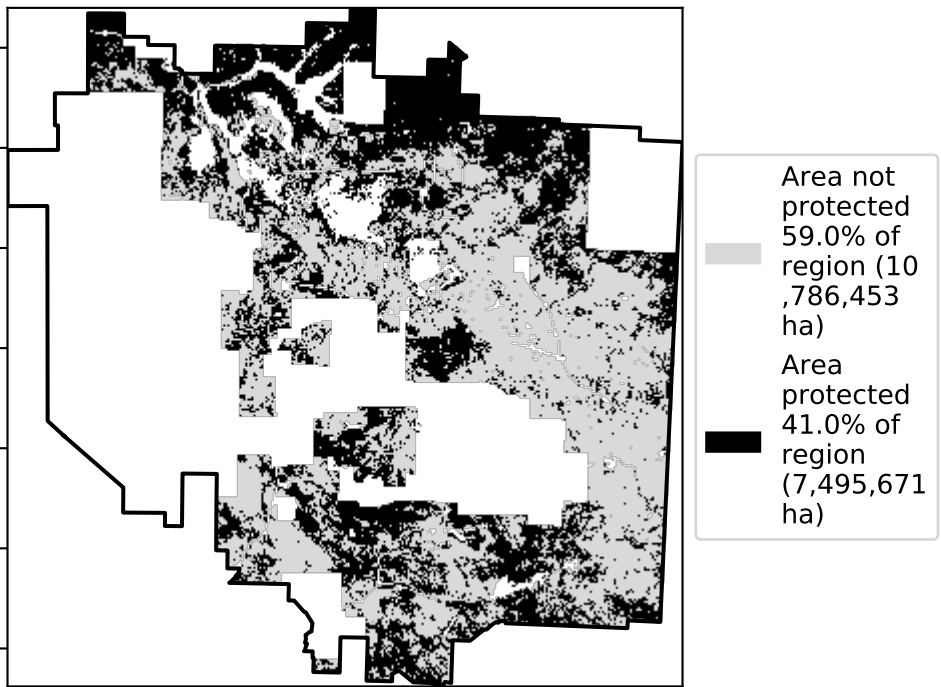 Area not
protected
59.0% of
region (10
,786,453
ha)
Area
protected
41.0% of
region
(7,495,671
ha)